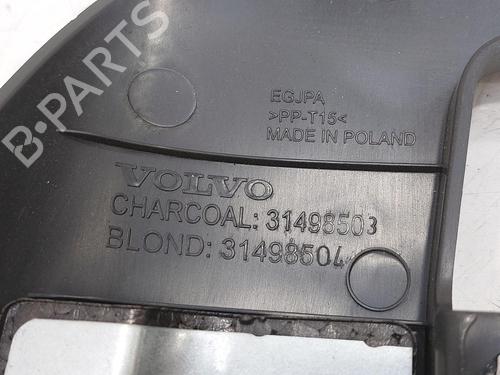 B-PARTS
EGJPA
>PP-T15<
MADE IN POLAND
VOLVO
CHARCOAL: 31498503
BLOND: 31498504